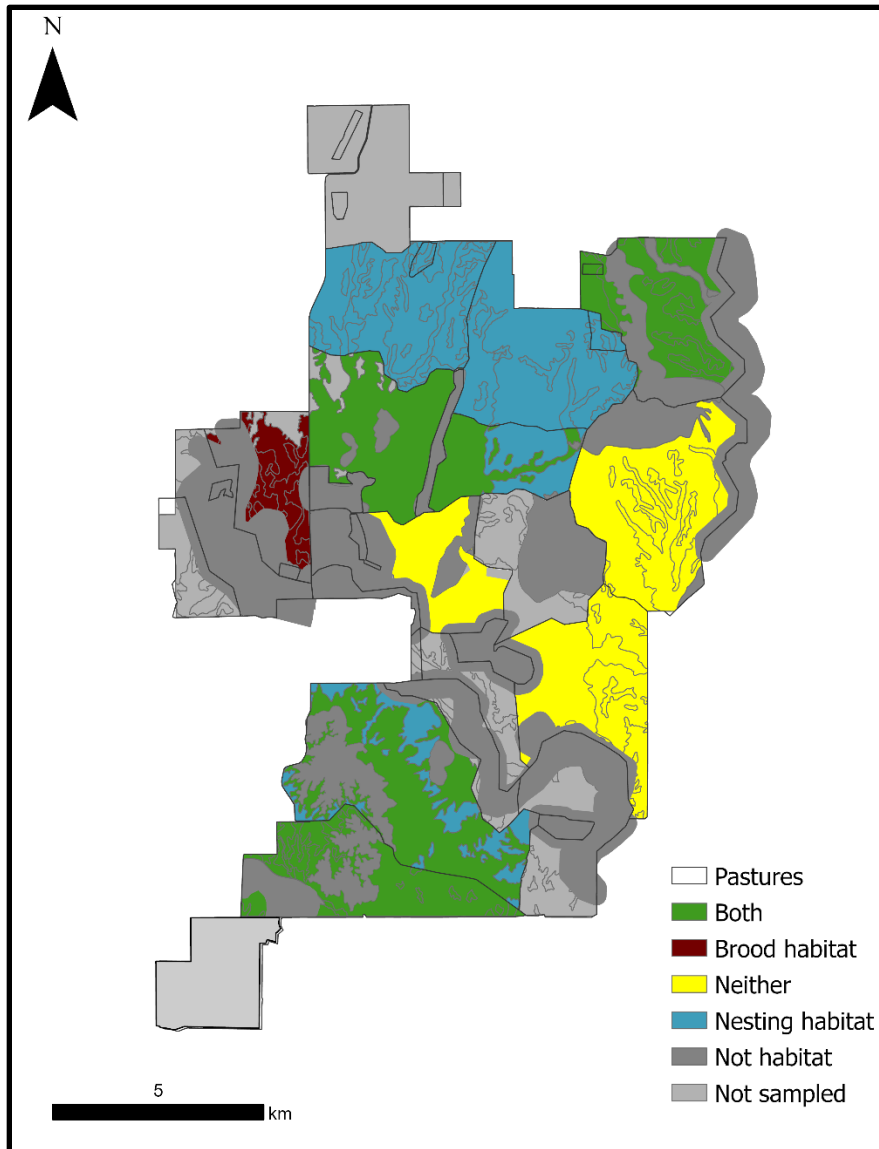 N
Pastures
Both
Brood habitat
Neither
Nesting habitat
Not habitat
Not sampled
5
km